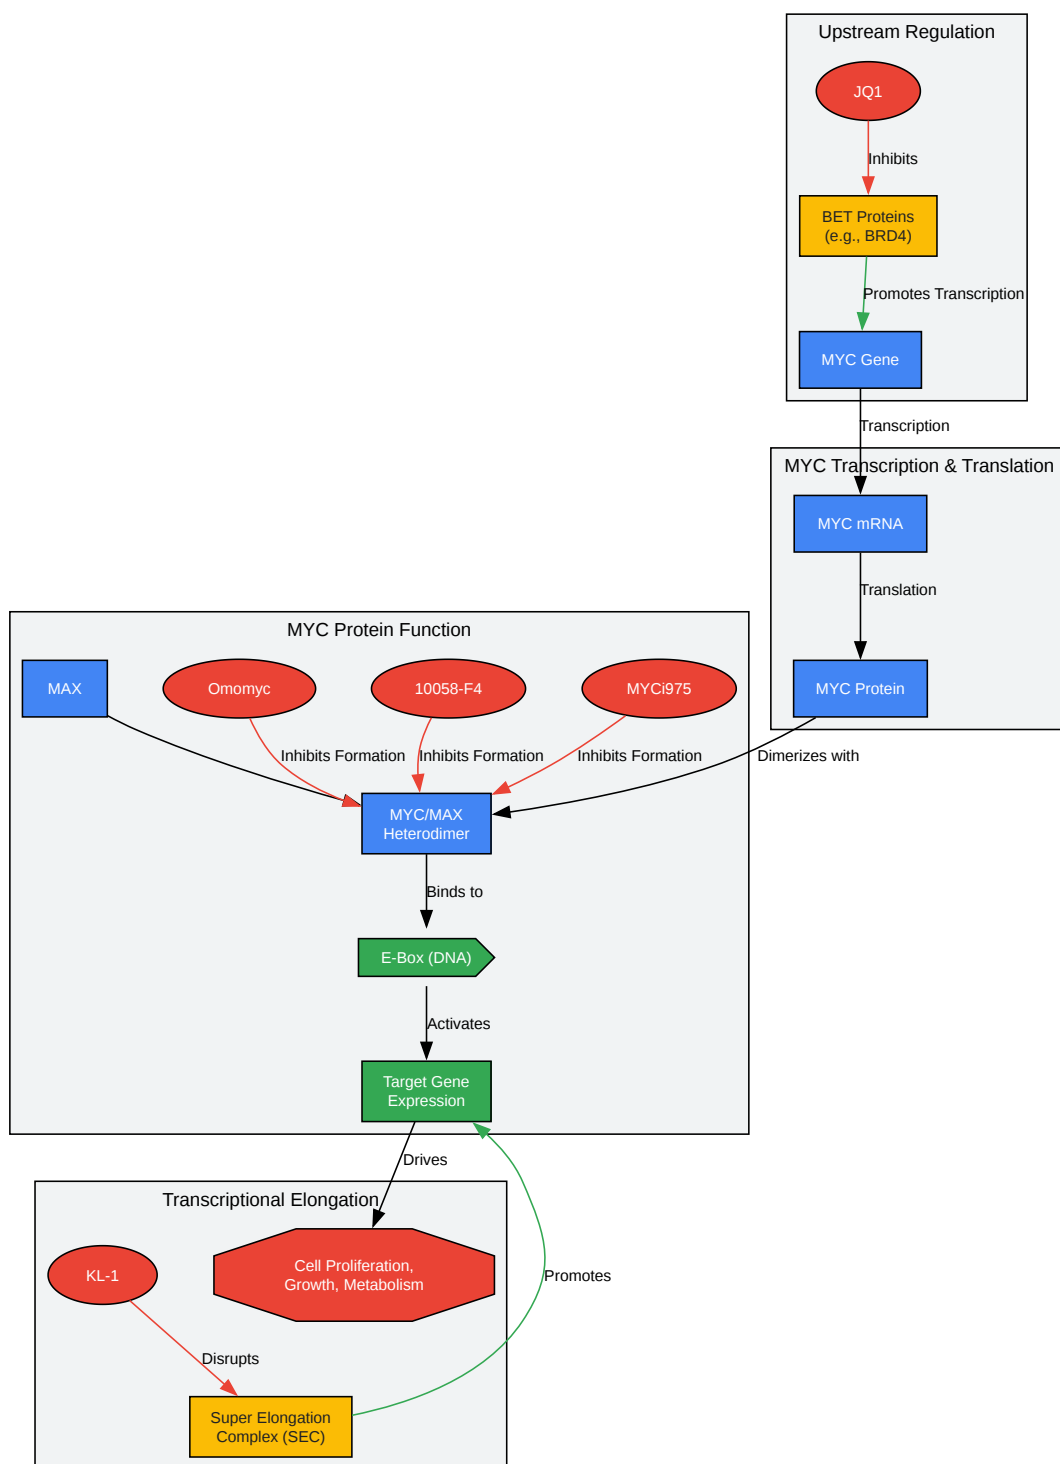 Upstream Regulation
JQ1
Inhibits
BET Proteins
(e.g., BRD4)
Promotes Transcription
MYC Gene
Transcription
MYC Transcription & Translation
MYC mRNA
Translation
MYC Protein
MYC Protein Function
MAX
Omomyc
10058-F4
MYCi975
Inhibits Formation
Inhibits Formation
Inhibits Formation
Dimerizes with
MYC/MAX
Heterodimer
Binds to
E-Box (DNA)
Activates
Target Gene
Expression
Drives
Transcriptional Elongation
KL-1
Cell Proliferation,
Growth, Metabolism
Promotes
Disrupts
Super Elongation
Complex (SEC)